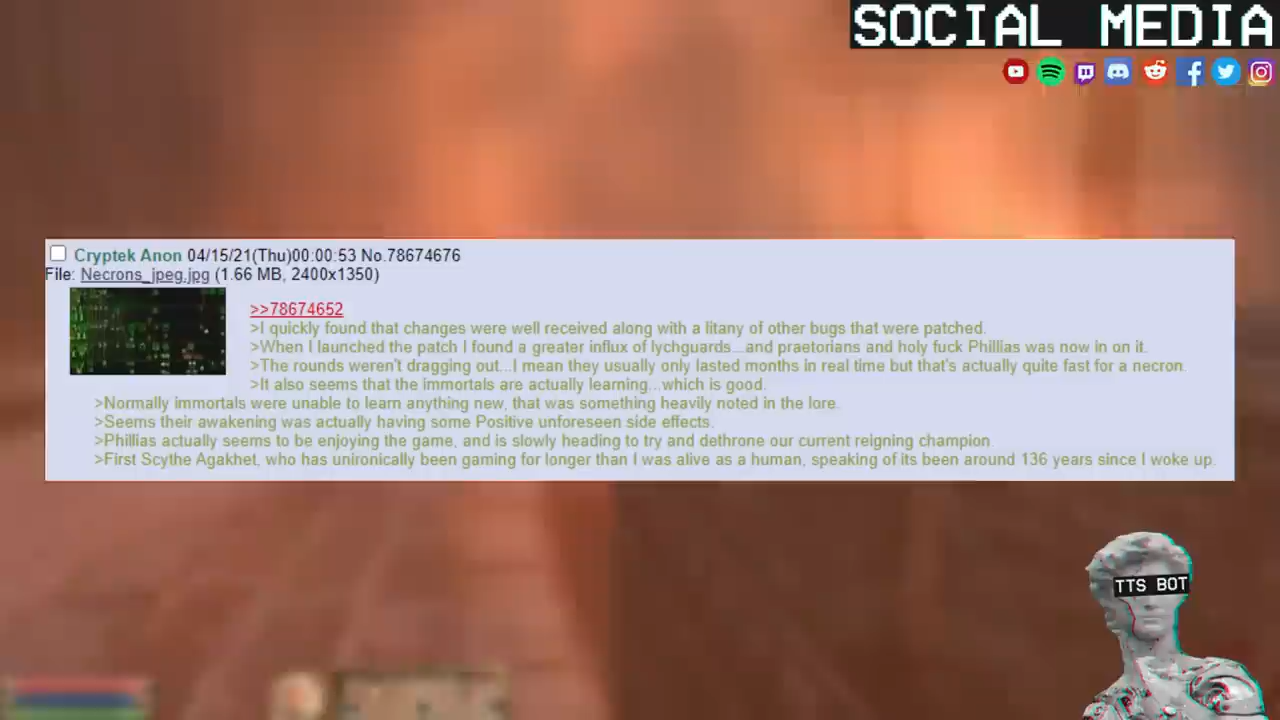 SOCIAL MEDIA
Cryptek Anon 04/15/21(Thu)00:00:53 No.78674676
File: Necrons_jpeg.jpg (1.66 MB, 2400x1350)
>>78674652
>I quickly found that changes were well received along with a litany of other bugs that were patched.
>When I launched the patch I found a greater influx of lychguards...and praetorians and holy fuck Phillias was now in on it.
>The rounds weren't dragging out...I mean they usually only lasted months in real time but that's actually quite fast for a necron.
>It also seems that the immortals are actually learning...which is good.
>Normally immortals were unable to learn anything new, that was something heavily noted in the lore.
>Seems their awakening was actually having some Positive unforeseen side effects.
>Phillias actually seems to be enjoying the game, and is slowly heading to try and dethrone our current reigning champion.
>First Scythe Agakhet, who has unironically been gaming for longer than I was alive as a human, speaking of its been around 136 years since I woke up.
TTS BOT